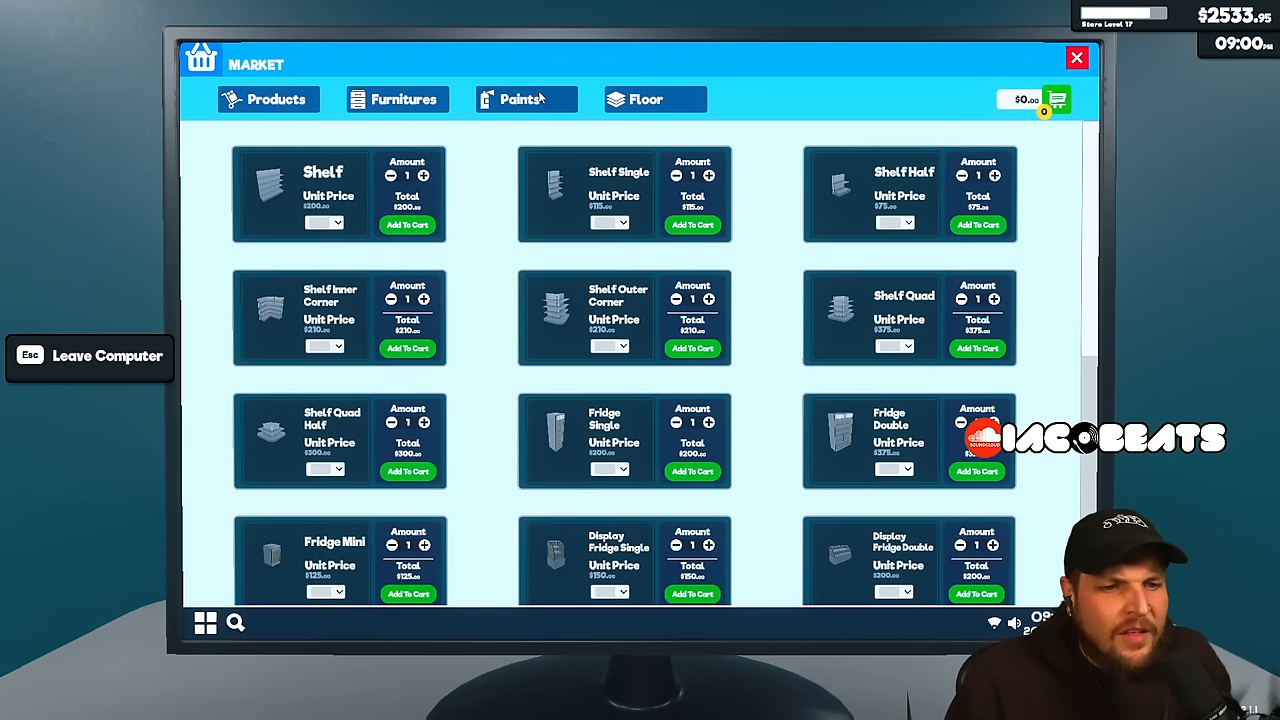 Store Level 17
$2533.95
09:00PM
MARKET
Products
Furnitures
Paints
Floor
$0.00
0
Shelf
Unit Price
$200.00
Amount
1
Total
$200.00
Add To Cart
Shelf Single
Unit Price
$115.00
Amount
1
Total
$115.00
Add To Cart
Shelf Half
Unit Price
$75.00
Amount
1
Total
$75.00
Add To Cart
Shelf Inner
Corner
Unit Price
$210.00
Amount
1
Total
$210.00
Add To Cart
Shelf Outer
Corner
Unit Price
$210.00
Amount
1
Total
$210.00
Add To Cart
Shelf Quad
Unit Price
$375.00
Amount
1
Total
$375.00
Add To Cart
Esc
Leave Computer
Shelf Quad
Half
Unit Price
$300.00
Amount
1
Total
$300.00
Add To Cart
Fridge
Single
Unit Price
$200.00
Amount
1
Total
$200.00
Add To Cart
Fridge
Double
Unit Price
$375.00
Amount
Add To Cart
SOUNDCLOUD
IACOBEATS
Fridge Mini
Unit Price
$125.00
Amount
1
Total
$125.00
Add To Cart
Display
Fridge Single
Unit Price
$150.00
Amount
1
Total
$150.00
Add To Cart
Display
Fridge Double
Unit Price
$200.00
Amount
1
Total
$200.00
Add To Cart